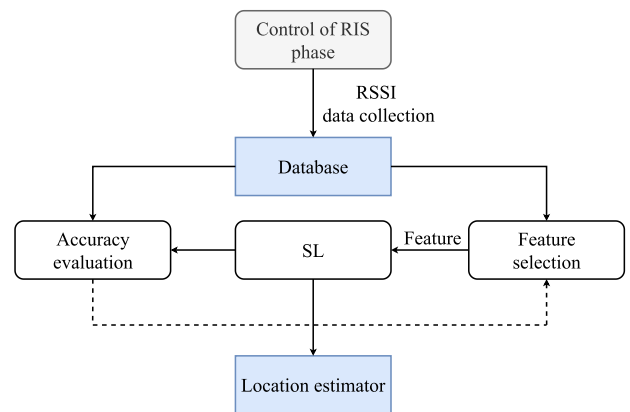 Control of RIS
phase
RSSI
data collection
Database
Accuracy
evaluation
SL
Feature
Feature
selection
Location estimator